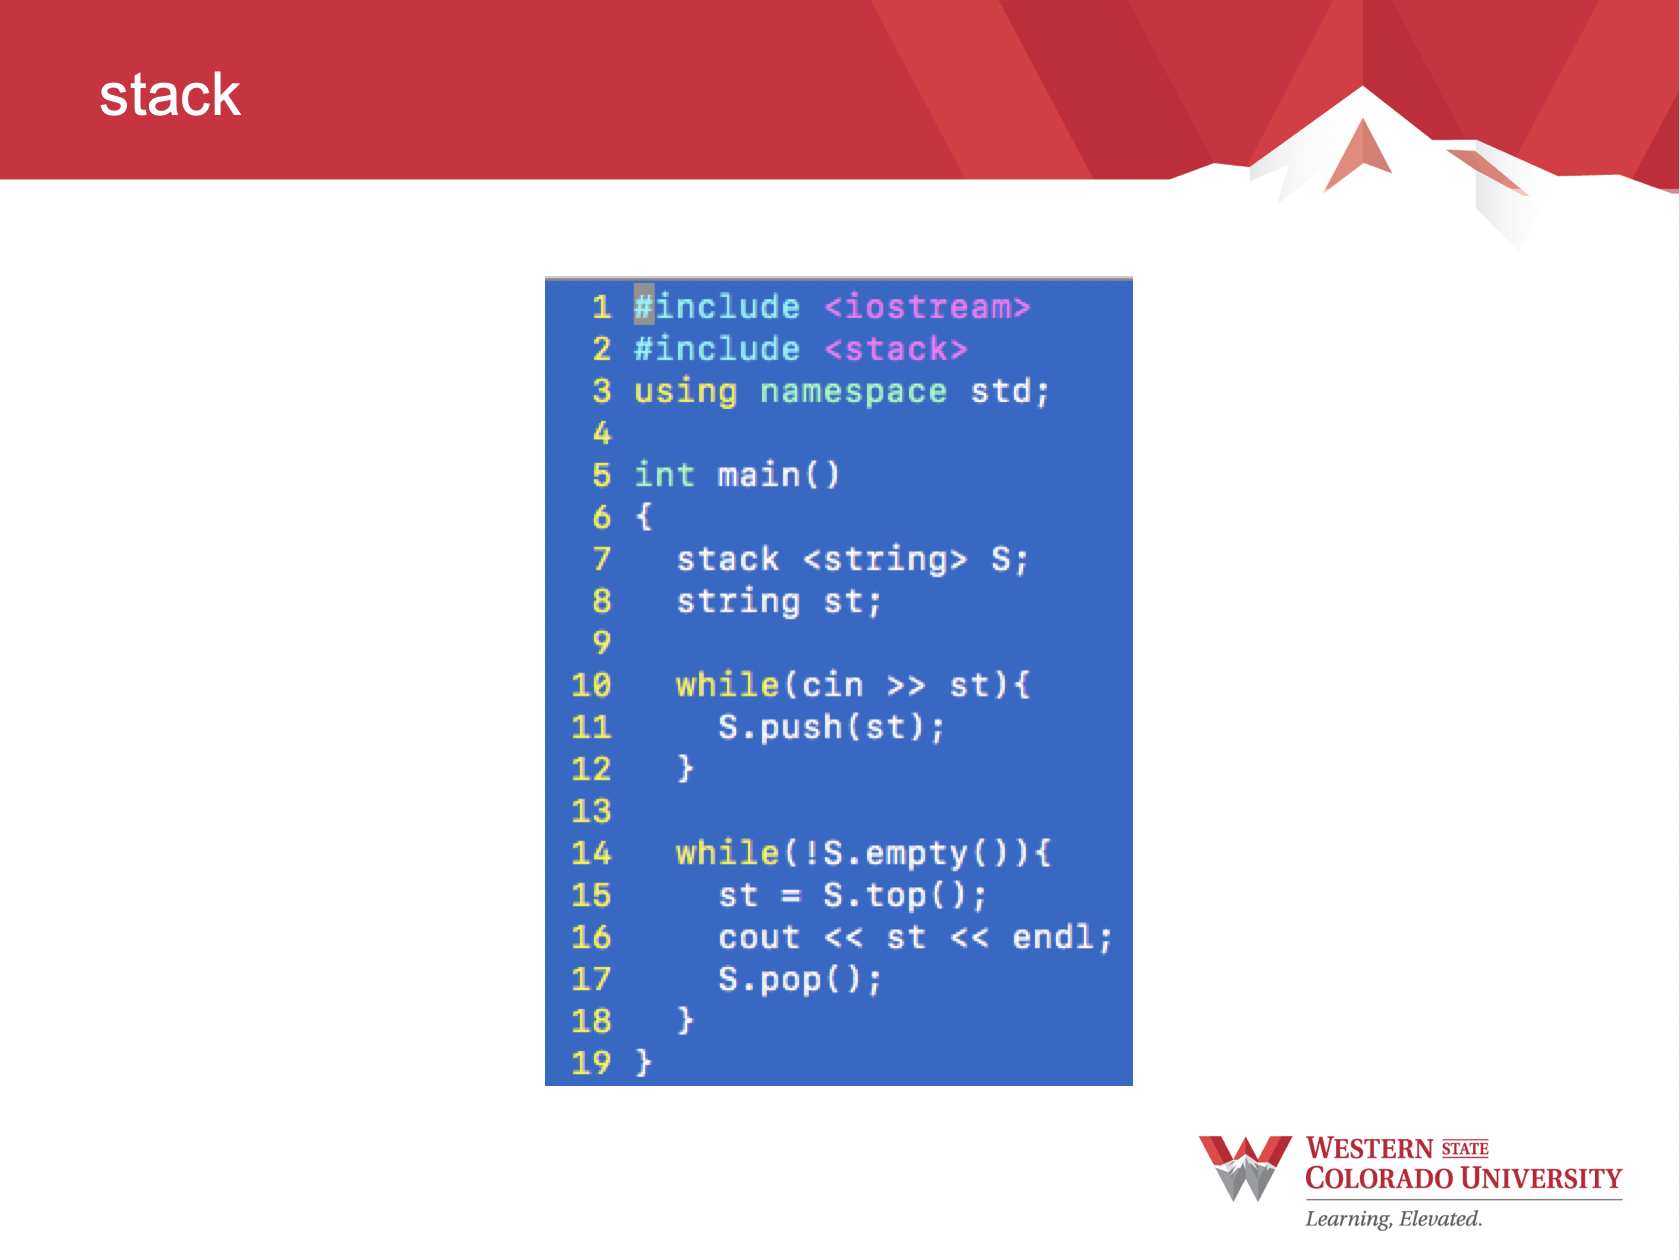 stack
1 #include <iostream>
2 #include <stack>
3 using namespace std;
4
5 int main()
6 {
7   stack <string> S;
8   string st;
9
10   while(cin >> st){
11     S.push(st);
12   }
13
14   while(!S.empty()){
15     st = S.top();
16     cout << st << endl;
17     S.pop();
18   }
19 }
WESTERN STATE
COLORADO UNIVERSITY
Learning, Elevated.